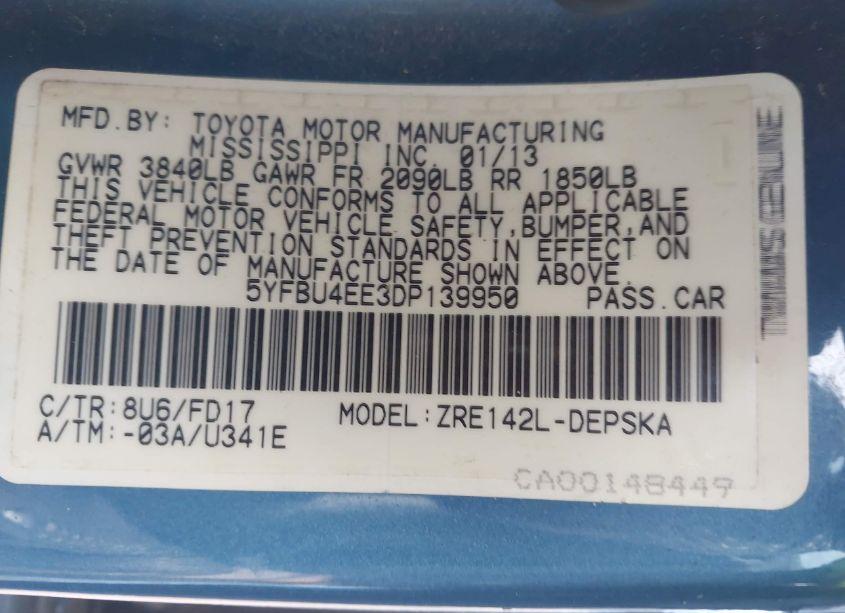 MFD.BY: TOYOTA MOTOR MANUFACTURING
MISSISSIPPI INC. 01/13
GVWR 3840LB GAWR FR 2090LB RR 1850LB
THIS VEHICLE CONFORMS TO ALL APPLICABLE
FEDERAL MOTOR VEHICLE SAFETY,BUMPER,AND
THEFT PREVENTION STANDARDS IN EFFECT ON
THE DATE OF MANUFACTURE SHOWN ABOVE.
5YFBU4EE3DP139950 PASS.CAR
C/TR:8U6/FD17 MODEL:ZRE142L-DEPSKA
A/TM:-03A/U341E
CA00148449